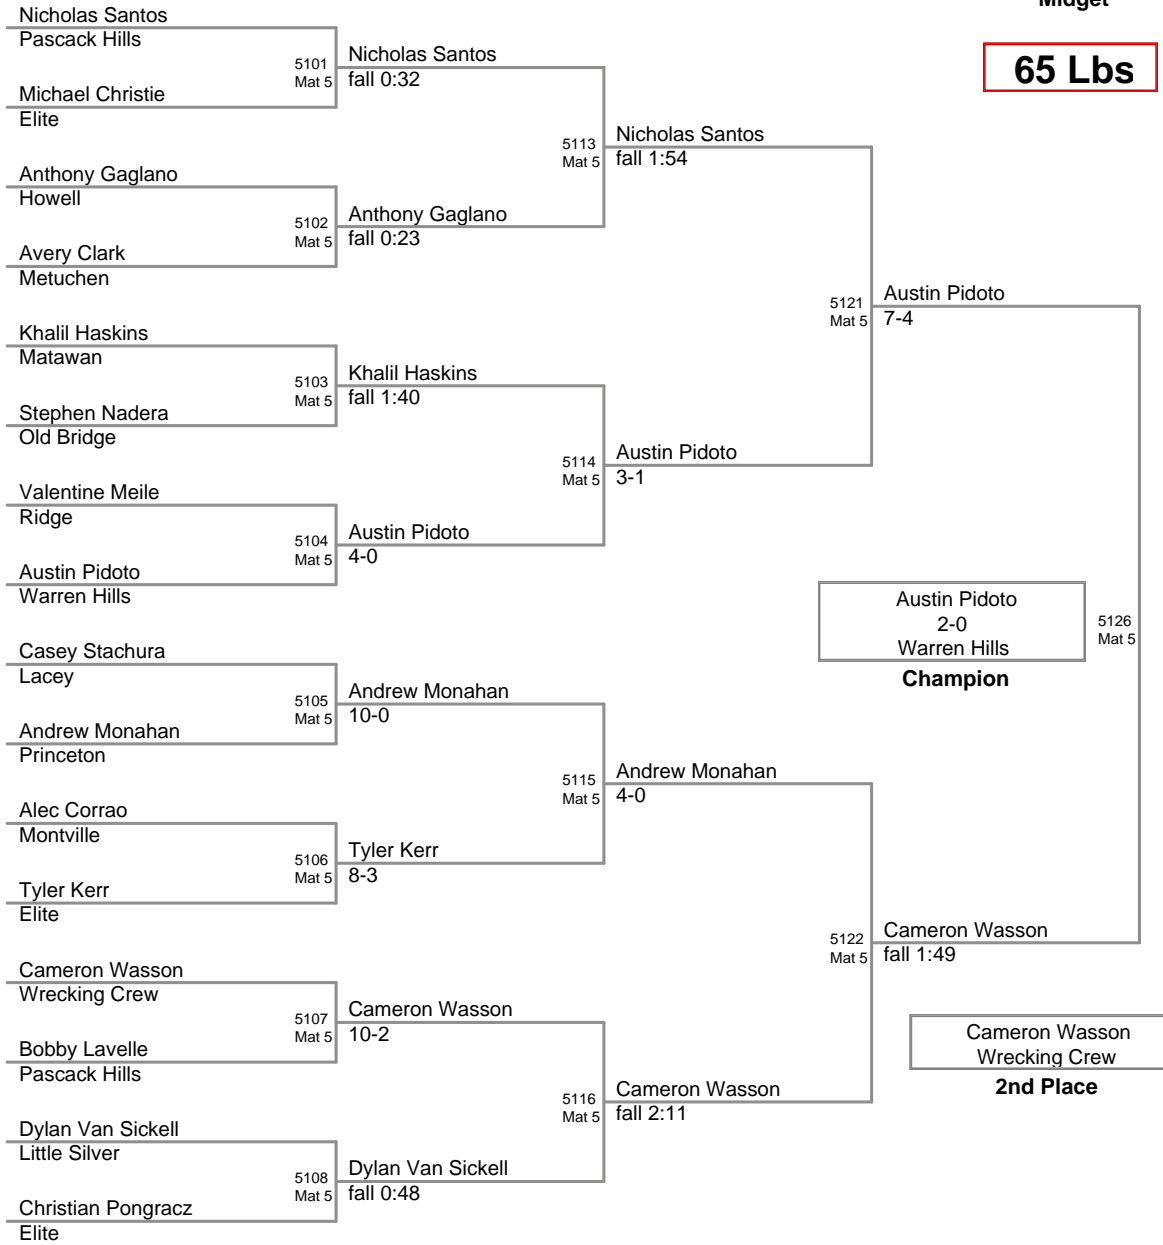 Midget
65 Lbs
Nicholas Santos
Pascack Hills
5101
Mat 5
Nicholas Santos
fall 0:32
Michael Christie
Elite
5113
Mat 5
Nicholas Santos
fall 1:54
Anthony Gaglano
Howell
5102
Mat 5
Anthony Gaglano
fall 0:23
Avery Clark
Metuchen
5121
Mat 5
Austin Pidoto
7-4
Khalil Haskins
Matawan
5103
Mat 5
Khalil Haskins
fall 1:40
Stephen Nadera
Old Bridge
5114
Mat 5
Austin Pidoto
3-1
Valentine Meile
Ridge
5104
Mat 5
Austin Pidoto
4-0
Austin Pidoto
Warren Hills
Austin Pidoto
2-0
Warren Hills
Champion
5126
Mat 5
Casey Stachura
Lacey
5105
Mat 5
Andrew Monahan
10-0
Andrew Monahan
Princeton
5115
Mat 5
Andrew Monahan
4-0
Alec Corrao
Montville
5106
Mat 5
Tyler Kerr
8-3
Tyler Kerr
Elite
5122
Mat 5
Cameron Wasson
fall 1:49
Cameron Wasson
Wrecking Crew
5107
Mat 5
Cameron Wasson
10-2
Bobby Lavelle
Pascack Hills
Cameron Wasson
Wrecking Crew
2nd Place
5116
Mat 5
Cameron Wasson
fall 2:11
Dylan Van Sickell
Little Silver
5108
Mat 5
Dylan Van Sickell
fall 0:48
Christian Pongracz
Elite